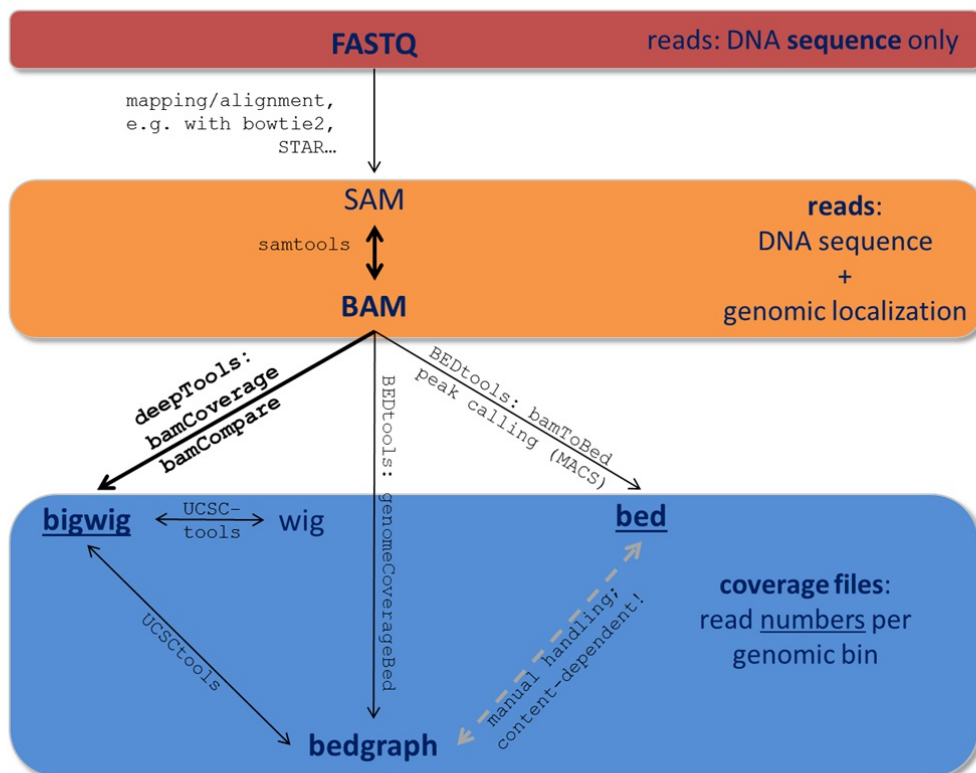 FASTQ
reads: DNA sequence only
mapping/alignment,
e.g. with bowtie2,
STAR…
SAM
samtools
BAM
reads:
DNA sequence
+
genomic localization
deepTools:
bamCoverage
bamCompare
BEDtools: genomeCoverageBed
BEDtools: bamToBed
peak calling (MACS)
bigwig
UCSC-
tools
wig
bed
UCSCtools
manual handling;
content-dependent!
coverage files:
read numbers per
genomic bin
bedgraph